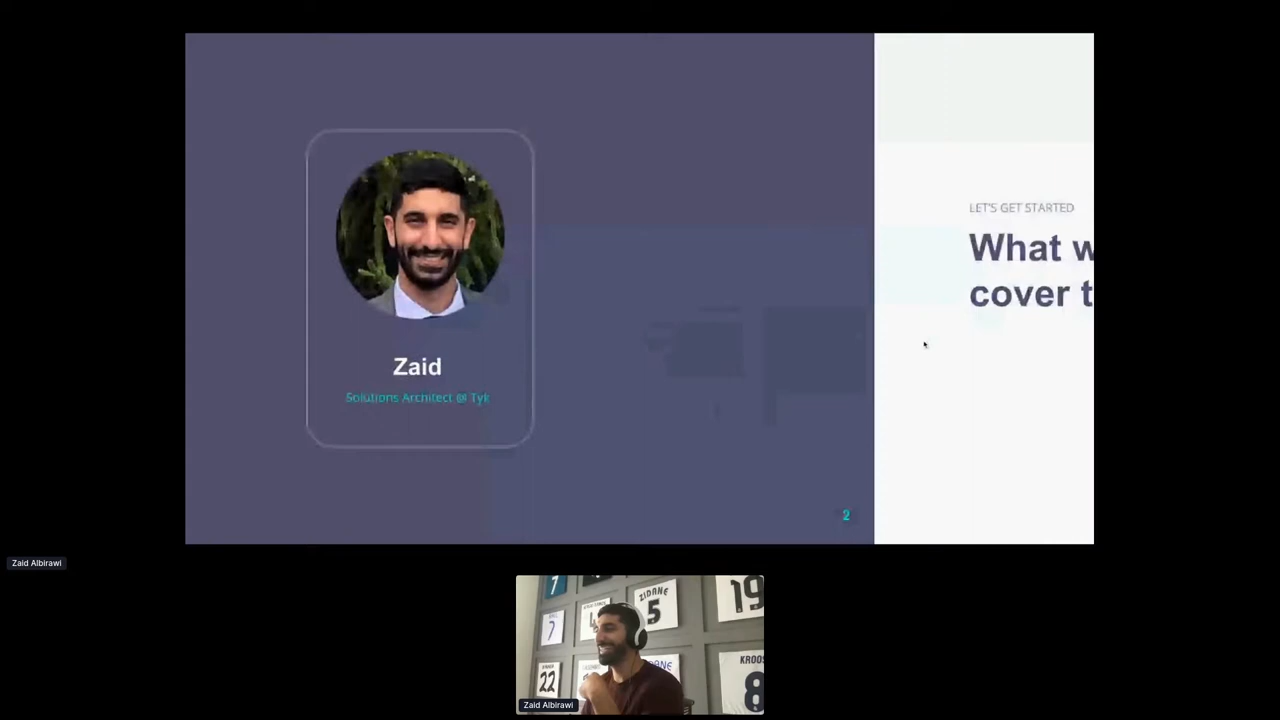 Zaid
Solutions Architect @ Tyk
2
LET'S GET STARTED
What w
cover t
Zaid Albirawi
7
ZIDANE
5
19
7
22
KROOS
8
Zaid Albirawi